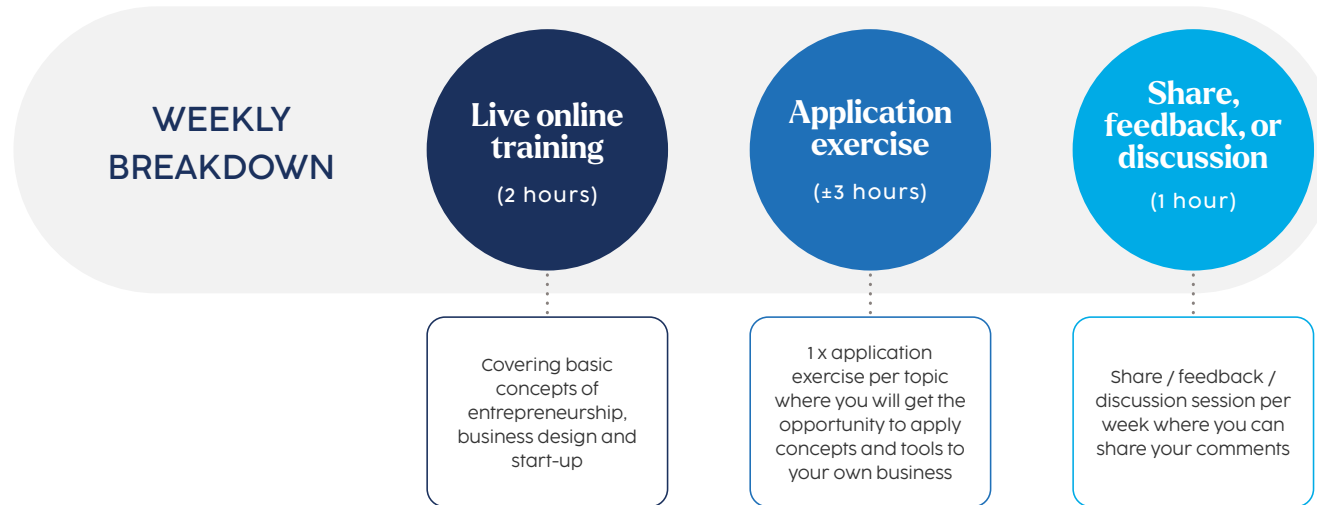 WEEKLY
BREAKDOWN
Live online
training
(2 hours)
Application
exercise
(±3 hours)
Share,
feedback, or
discussion
(1 hour)
Covering basic
concepts of
entrepreneurship,
business design and
start-up
1 x application
exercise per topic
where you will get the
opportunity to apply
concepts and tools to
your own business
Share / feedback /
discussion session per
week where you can
share your comments